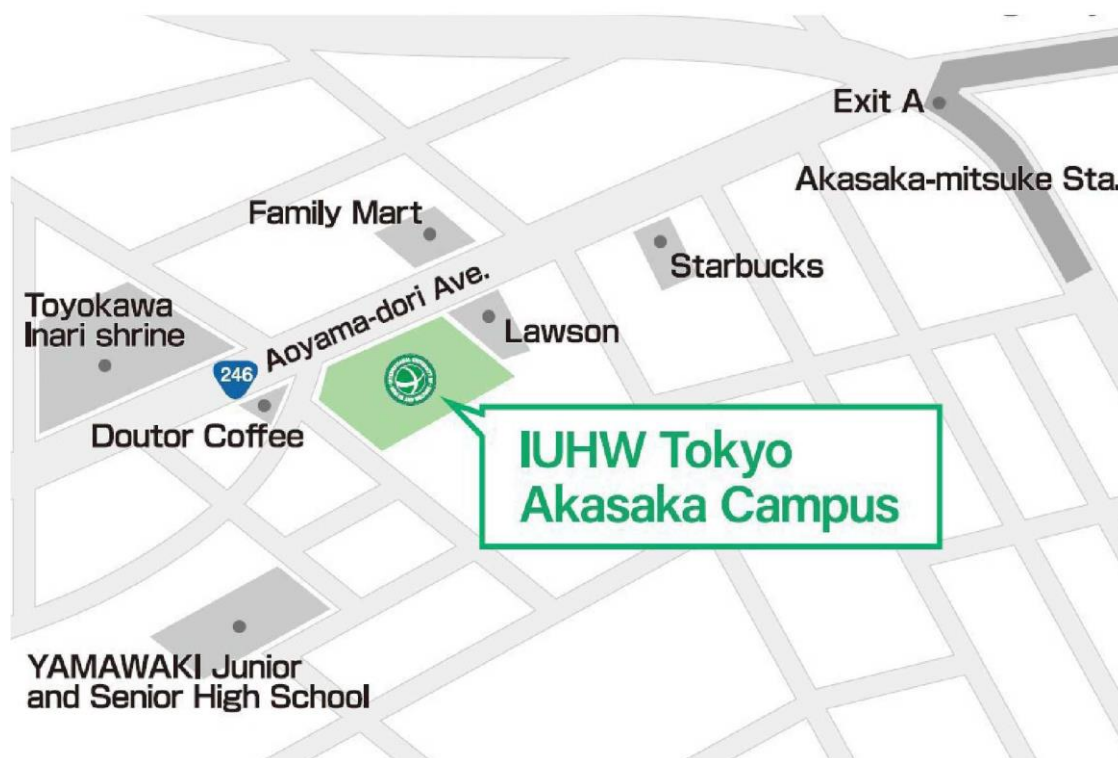 Exit A
Akasaka-mitsuke Sta.
Family Mart
Starbucks
Aoyama-dori Ave.
Toyokawa
Inari shrine
Lawson
246
Doutor Coffee
IUHW Tokyo
Akasaka Campus
YAMAWAKI Junior
and Senior High School